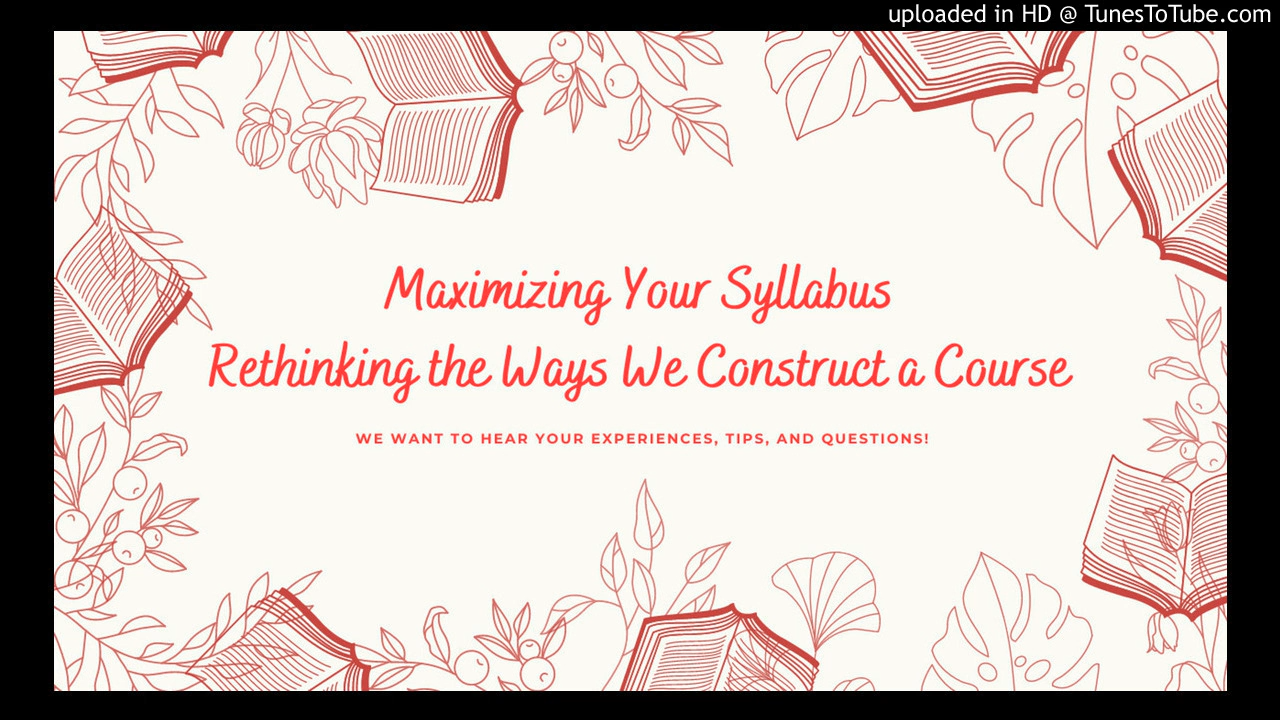 uploaded in HD @ TunesToTube.com
Maximizing Your Syllabus
Rethinking the Ways We Construct a Course
WE WANT TO HEAR YOUR EXPERIENCES, TIPS, AND QUESTIONS!